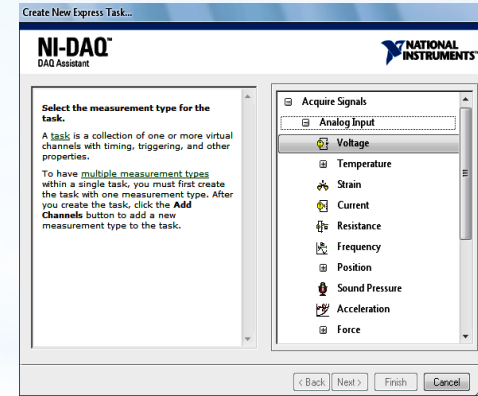 Create New Express Task...
NI-DAQ™
DAQ Assistant
NATIONAL
INSTRUMENTS™
Select the measurement type for the
task.
A task is a collection of one or more virtual
channels with timing, triggering, and other
properties.
To have multiple measurement types
within a single task, you must first create
the task with one measurement type. After
you create the task, click the Add
Channels button to add a new
measurement type to the task.
Acquire Signals
Analog Input
Voltage
Temperature
Strain
Current
Resistance
Frequency
Position
Sound Pressure
Acceleration
Force
< Back
Next >
Finish
Cancel